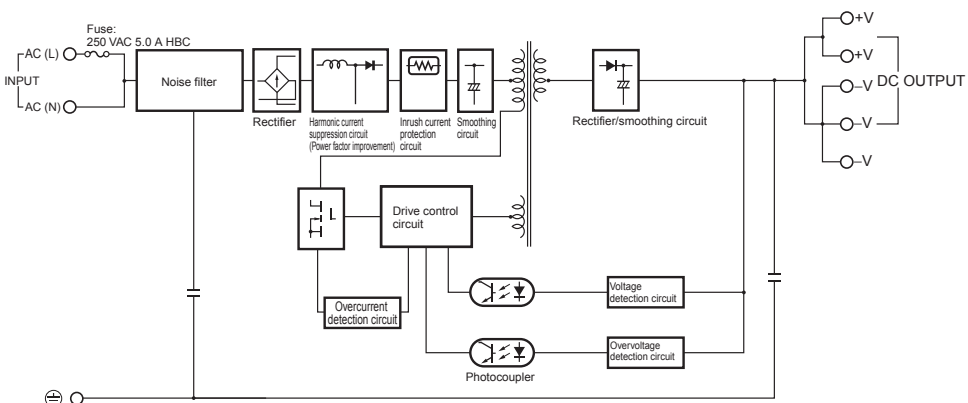 Fuse:
250 VAC 5.0 A HBC
AC (L)
INPUT
AC (N)
Noise filter
Rectifier
Harmonic current
suppression circuit
(Power factor improvement)
Inrush current
protection
circuit
Smoothing
circuit
Rectifier/smoothing circuit
+V
+V
–V
DC OUTPUT
–V
–V
Drive control
circuit
Overcurrent
detection circuit
Voltage
detection circuit
Overvoltage
detection circuit
Photocoupler